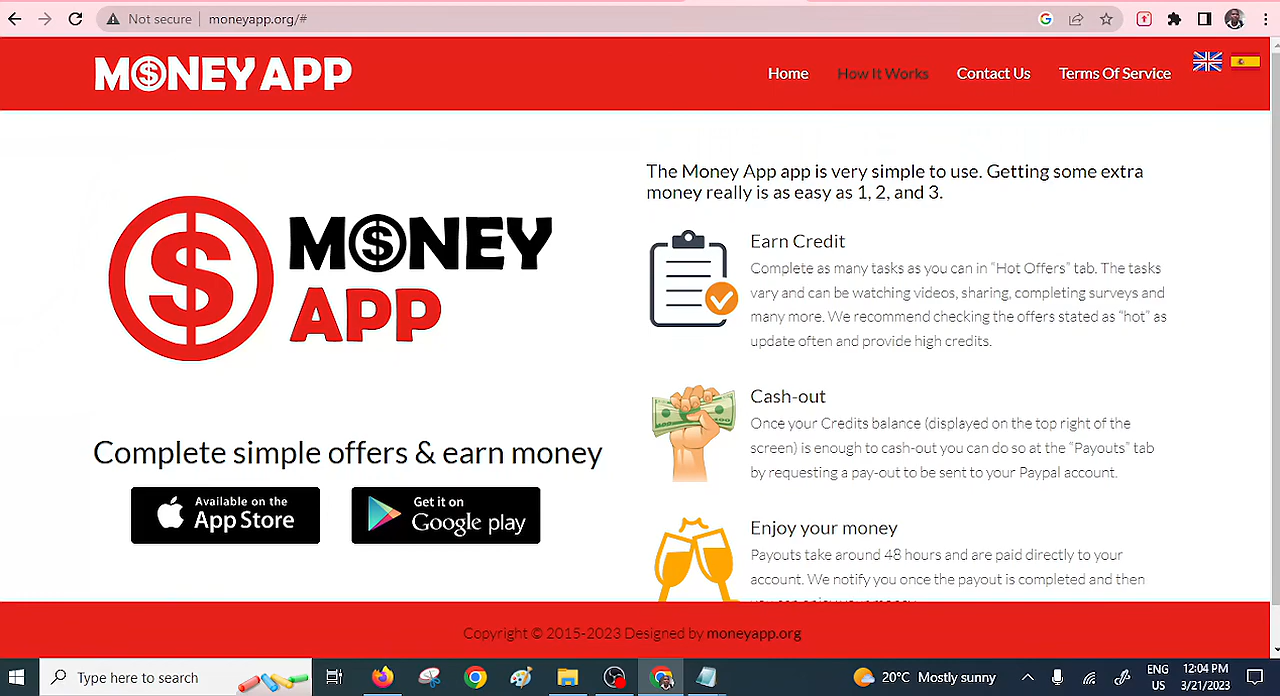 Not secure
moneyapp.org/#
MONEY APP
Home
How It Works
Contact Us
Terms Of Service
The Money App app is very simple to use. Getting some extra
money really is as easy as 1, 2, and 3.
MONEY
APP
Earn Credit
Complete as many tasks as you can in "Hot Offers" tab. The tasks
vary and can be watching videos, sharing, completing surveys and
many more. We recommend checking the offers stated as "hot" as
update often and provide high credits.
Cash-out
Once your Credits balance (displayed on the top right of the
screen) is enough to cash-out you can do so at the "Payouts" tab
by requesting a pay-out to be sent to your Paypal account.
Complete simple offers & earn money
Available on the
App Store
Get it on
Google play
Enjoy your money
Payouts take around 48 hours and are paid directly to your
account. We notify you once the payout is completed and then
Copyright © 2015-2023 Designed by moneyapp.org
Type here to search
20°C Mostly sunny
ENG
US
12:04 PM
3/21/2023